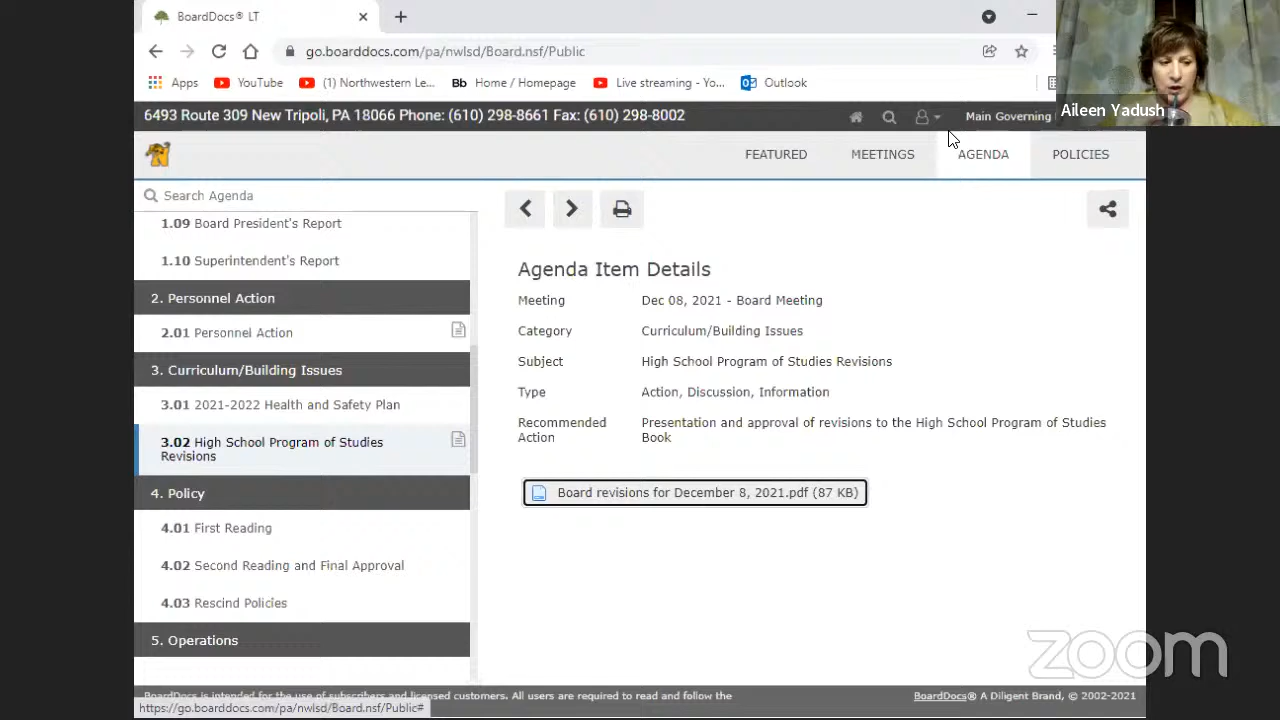 BoardDocs® LT
go.boarddocs.com/pa/nwlsd/Board.nsf/Public
Apps
YouTube
(1) Northwestern Le...
Bb Home / Homepage
Live streaming - Yo...
Outlook
Aileen Yadush
6493 Route 309 New Tripoli, PA 18066 Phone: (610) 298-8661 Fax: (610) 298-8002
Main Governing
FEATURED
MEETINGS
AGENDA
POLICIES
Search Agenda
1.09 Board President's Report
1.10 Superintendent's Report
2. Personnel Action
2.01 Personnel Action
3. Curriculum/Building Issues
3.01 2021-2022 Health and Safety Plan
3.02 High School Program of Studies
Revisions
4. Policy
4.01 First Reading
4.02 Second Reading and Final Approval
4.03 Rescind Policies
5. Operations
Agenda Item Details
Meeting Dec 08, 2021 - Board Meeting
Category Curriculum/Building Issues
Subject High School Program of Studies Revisions
Type Action, Discussion, Information
Recommended Presentation and approval of revisions to the High School Program of Studies
Action Book
Board revisions for December 8, 2021.pdf (87 KB)
zoom
BoardDocs is intended for the use of subscribers and licensed customers. All users are required to read and follow the
BoardDocs® A Diligent Brand, © 2002-2021
https://go.boarddocs.com/pa/nwlsd/Board.nsf/Public#